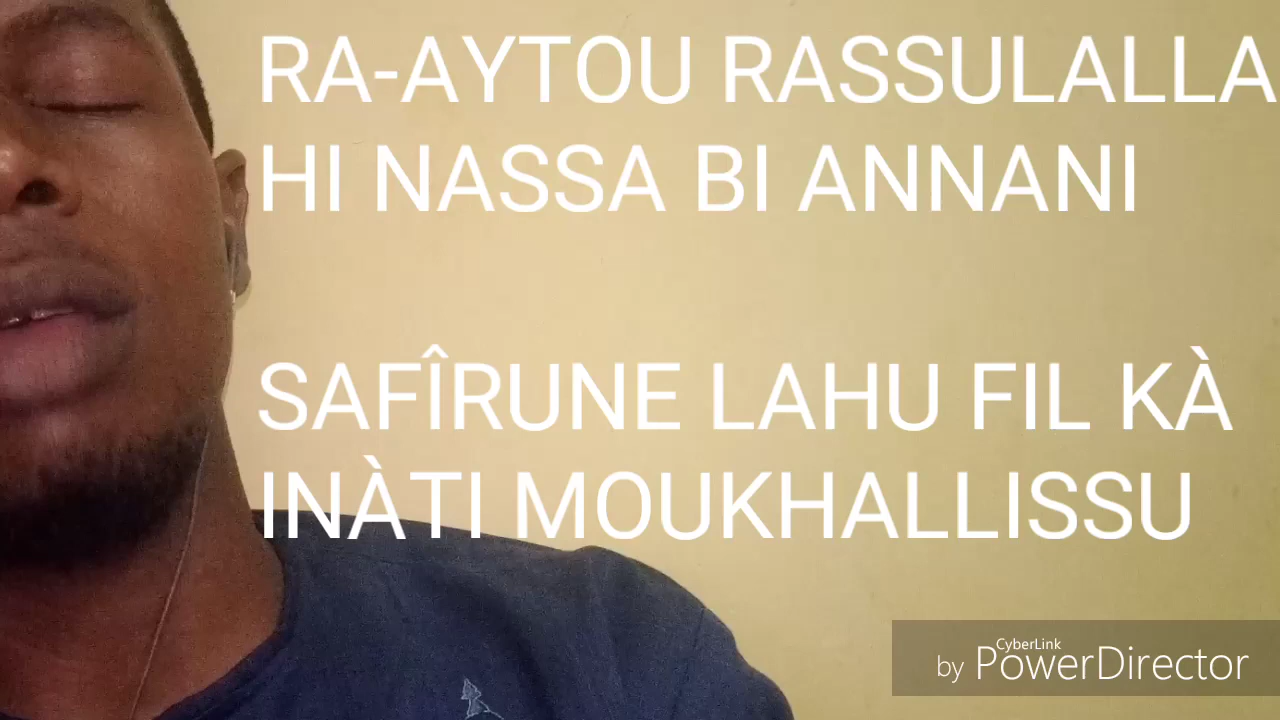 RA-AYTOU RASSULALLA
HI NASSA BI ANNANI
SAFÎRUNE LAHU FIL KÀ
INÀTI MOUKHALLISSU
CyberLink
by PowerDirector